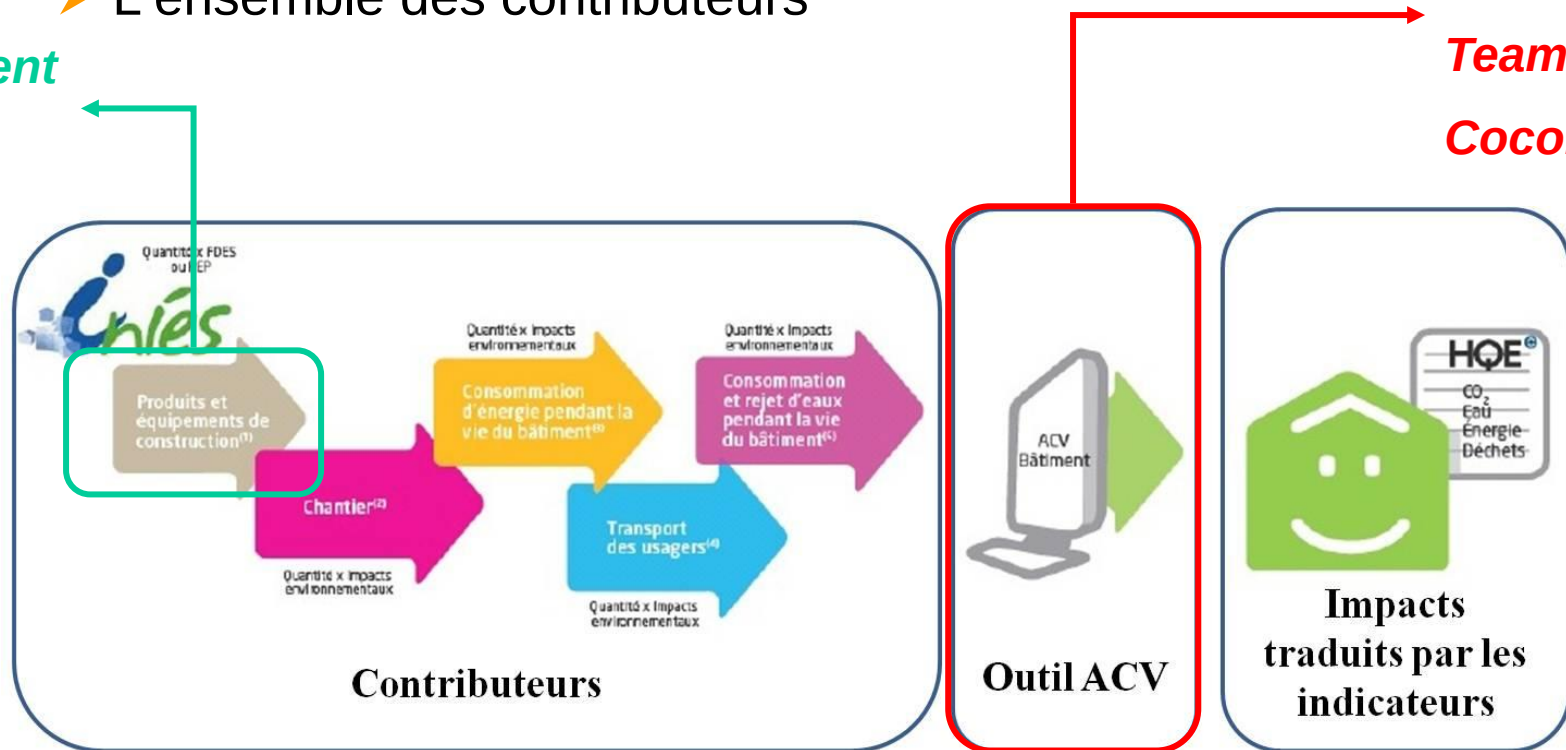 L'ensemble des contributeurs
ent
Team
Coco
Quantité x FDES
ou PEP
iniés
Produits et
équipements de
construction(1)
Chantier(2)
Quantité x Impacts
environnementaux
Quantité x Impacts
environnementaux
Consommation
d'énergie pendant la
vie du bâtiment(3)
Transport
des usagers(4)
Quantité x Impacts
environnementaux
Quantité x Impacts
environnementaux
Consommation
et rejet d'eaux
pendant la vie
du bâtiment(5)
Contributeurs
ACV
Bâtiment
Outil ACV
HQE®
CO2
Eau
Énergie
Déchets
Impacts
traduits par les
indicateurs